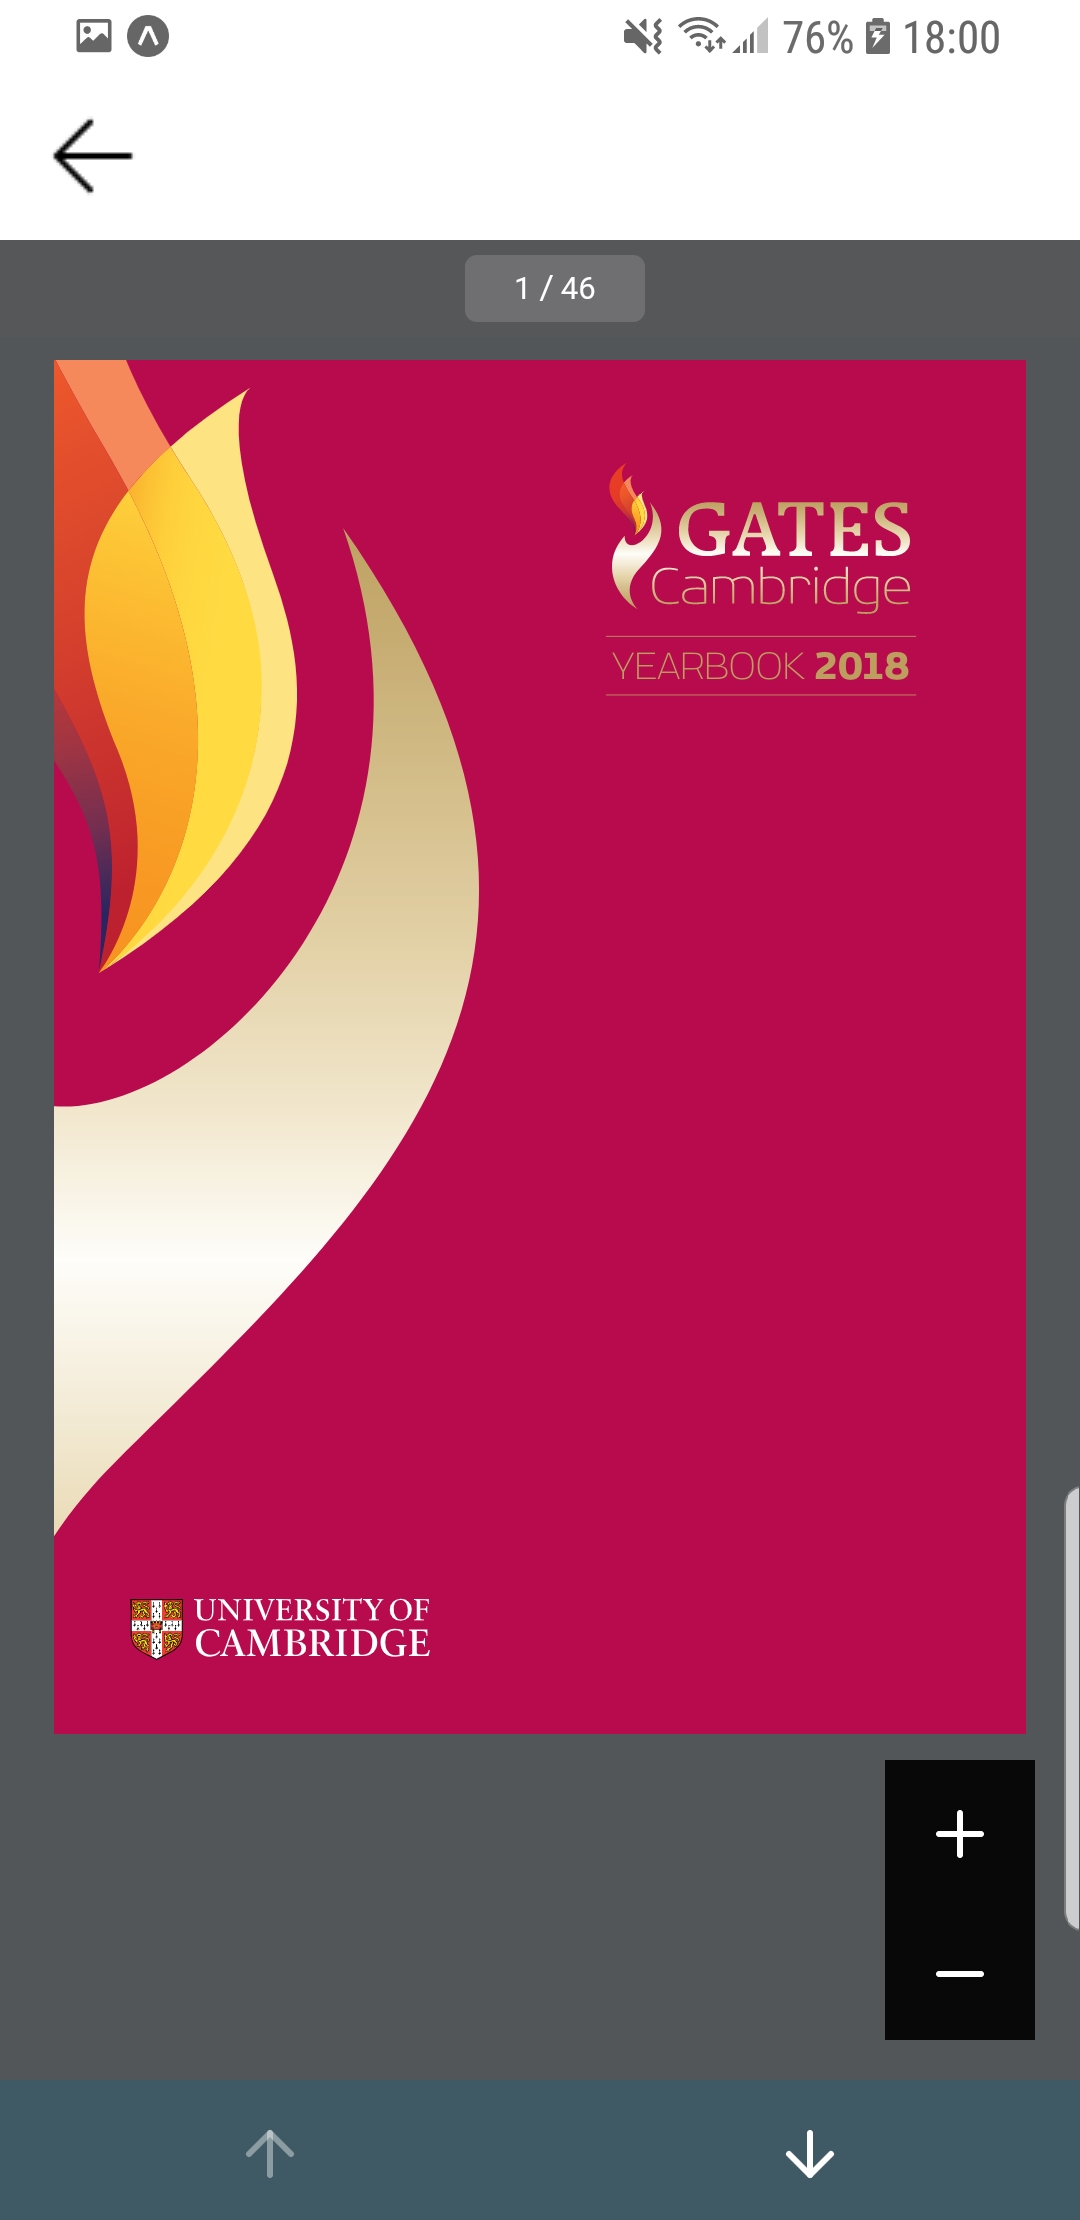 76% 18:00
1 / 46
GATES
Cambridge
YEARBOOK 2018
UNIVERSITY OF
CAMBRIDGE